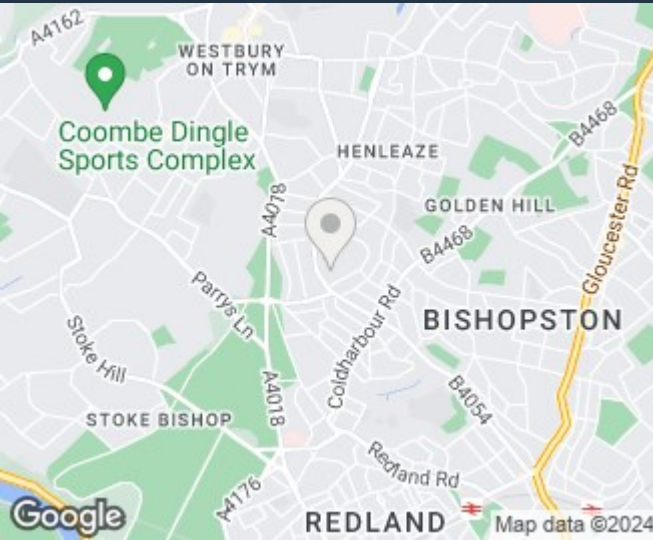 A4162
WESTBURY
ON TRYM
Coombe Dingle
Sports Complex
HENLEAZE
B4468
A4018
GOLDEN HILL
B4468
Gloucester Rd
Parrys Ln
Stoke Hill
Coldharbour Rd
BISHOPSTON
A4018
B4054
STOKE BISHOP
Redland Rd
A4176
REDLAND
Google
Map data ©2024